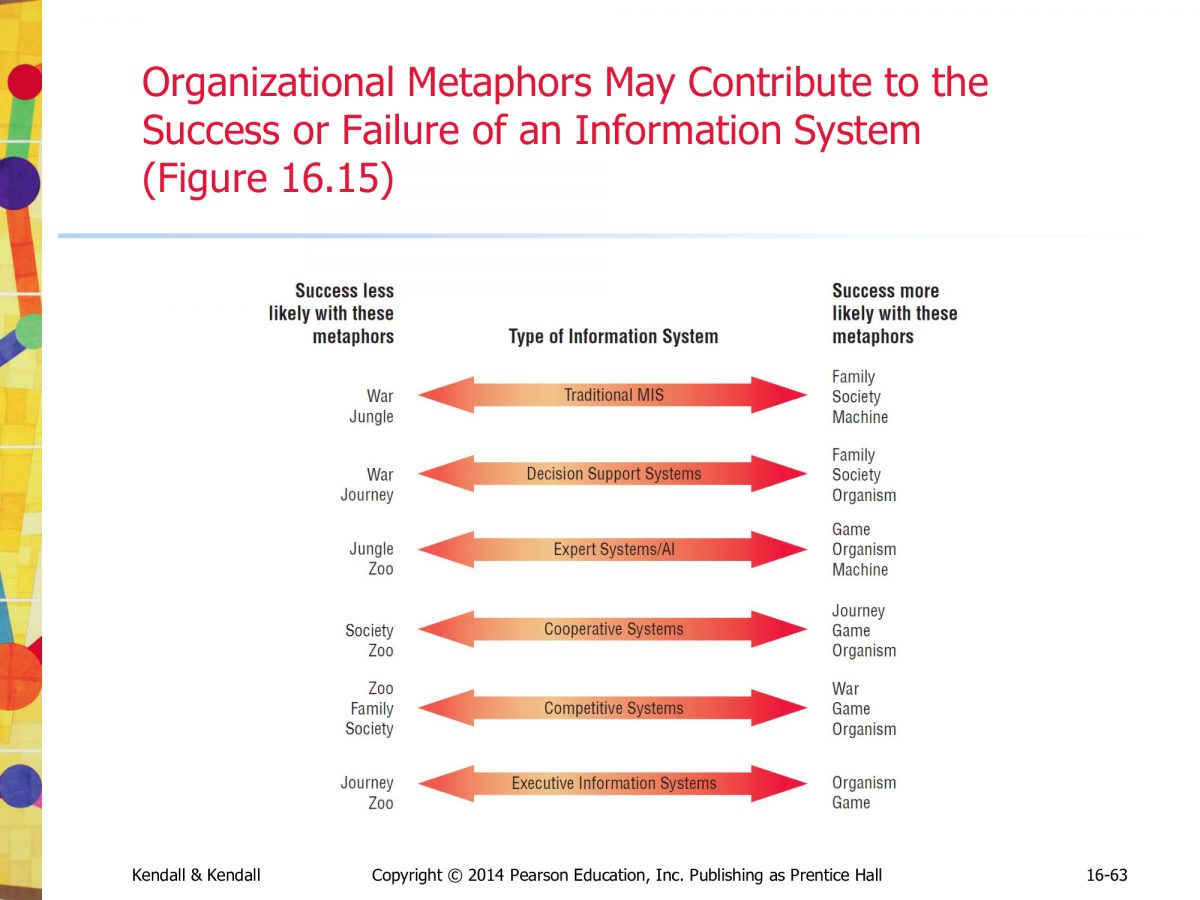 Organizational Metaphors May Contribute to the
Success or Failure of an Information System
(Figure 16.15)
Success less
likely with these
metaphors
Type of Information System
Success more
likely with these
metaphors
War
Jungle
Traditional MIS
Family
Society
Machine
War
Journey
Decision Support Systems
Family
Society
Organism
Jungle
Zoo
Expert Systems/AI
Game
Organism
Machine
Society
Zoo
Cooperative Systems
Journey
Game
Organism
Zoo
Family
Society
Competitive Systems
War
Game
Organism
Journey
Zoo
Executive Information Systems
Organism
Game
Kendall & Kendall
Copyright © 2014 Pearson Education, Inc. Publishing as Prentice Hall
16-63